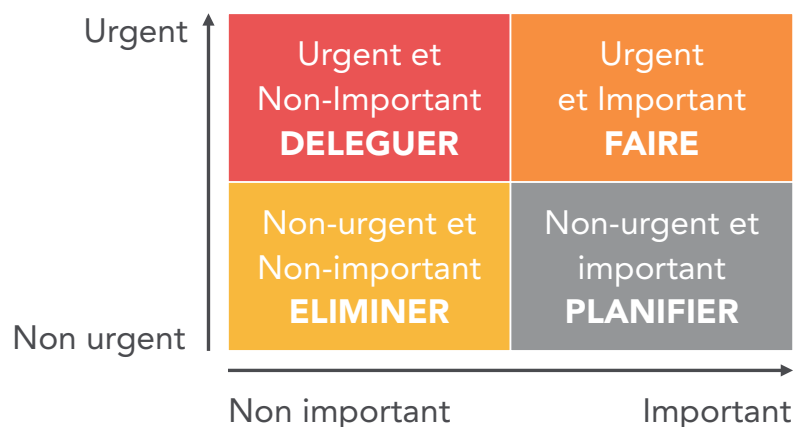 Urgent
Urgent et
Non-Important
DELEGUER
Urgent
et Important
FAIRE
Non-urgent et
Non-important
ELIMINER
Non-urgent et
important
PLANIFIER
Non urgent
Non important
Important